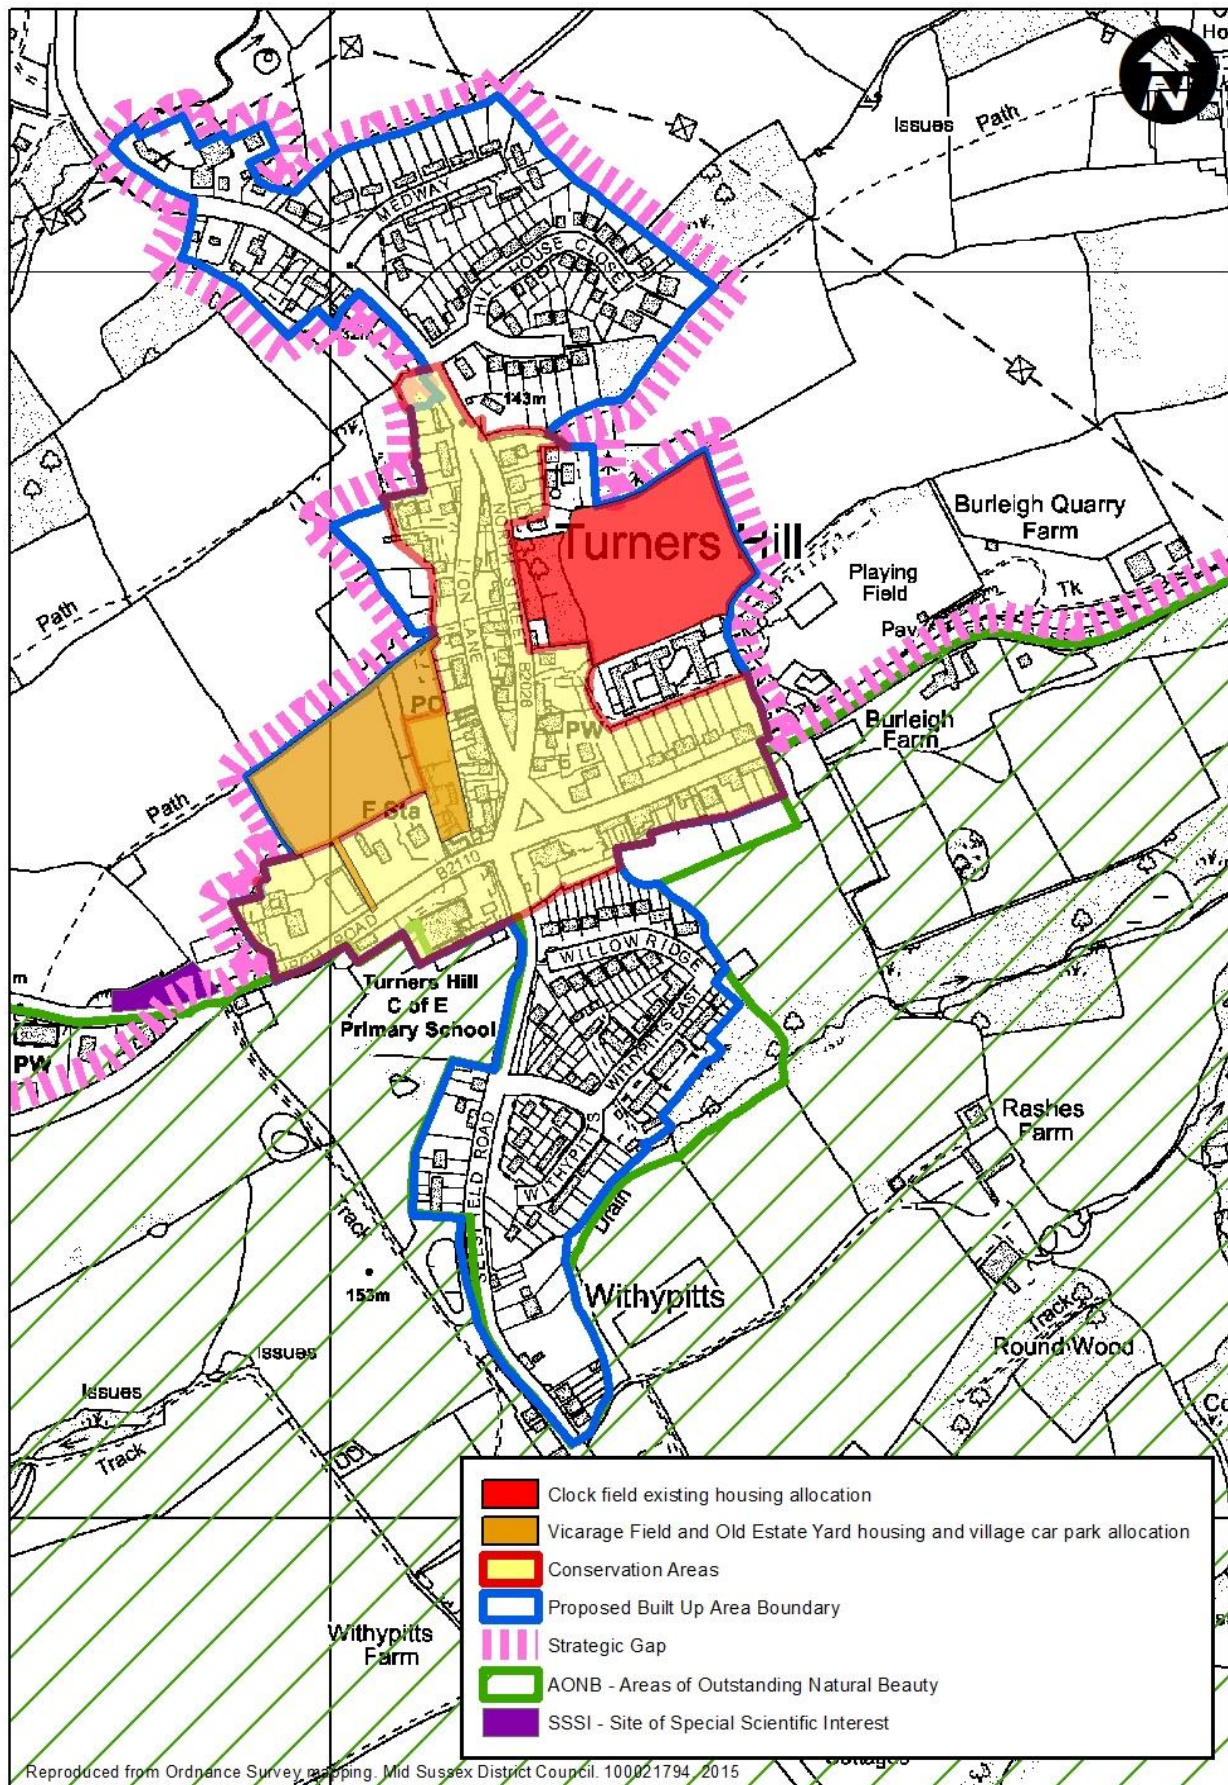 Ho
N
Issues
Path
MEDWAY
HILL HOUSE CLOSE
143m
Burleigh Quarry
Farm
Turners Hill
LION LANE
NORTH STREET
B2028
Playing
Field
Tk
Pav
Path
PO
PW
Burleigh
Farm
Path
F Sta
B2110
CHURCH ROAD
WILLOW RIDGE
m
Turners Hill
C of E
Primary School
WITHYPITTS EAST
PW
Rashes
Farm
SELSFIELD ROAD
WITHYPITTS
Track
Drain
153m
Withypitts
Track
Round Wood
Issues
Issues
Track
Withypitts
Farm
Clock field existing housing allocation
Vicarage Field and Old Estate Yard housing and village car park allocation
Conservation Areas
Proposed Built Up Area Boundary
Strategic Gap
AONB - Areas of Outstanding Natural Beauty
SSSI - Site of Special Scientific Interest
Cottages
Reproduced from Ordnance Survey mapping. Mid Sussex District Council. 100021794. 2015